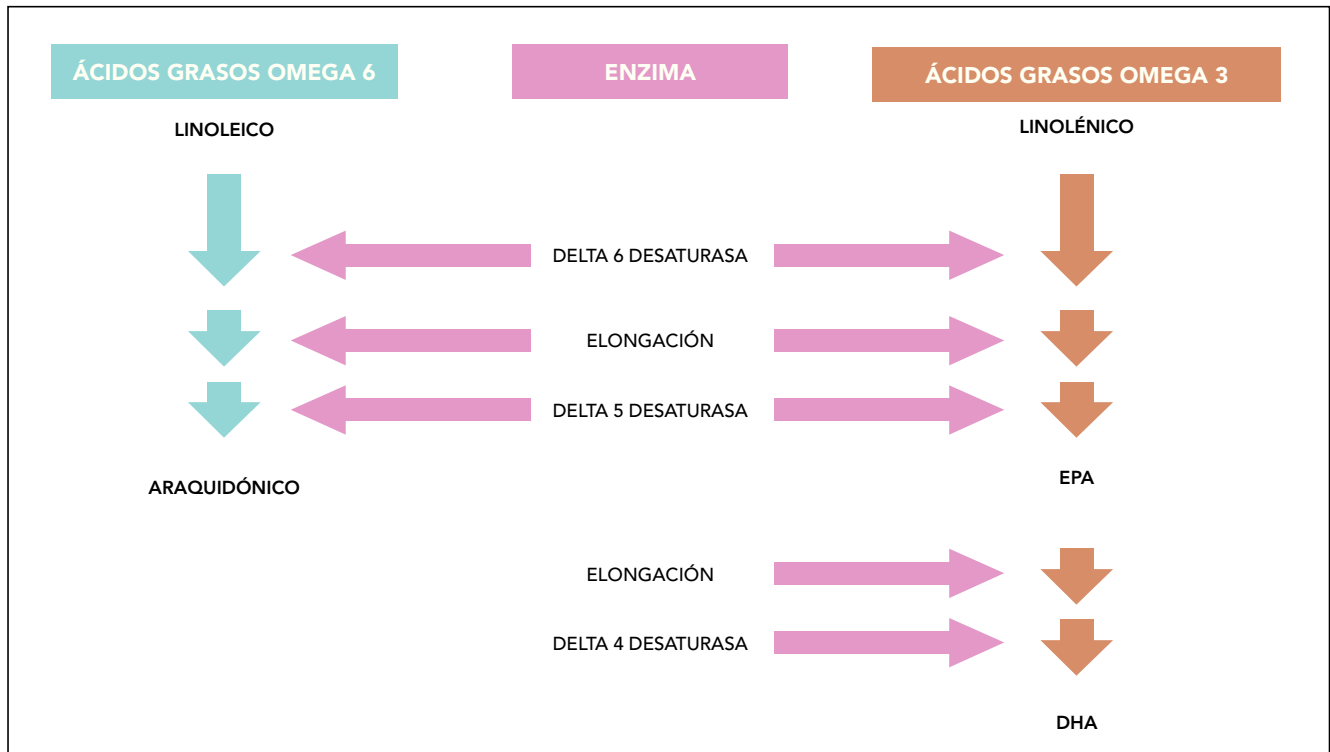 ÁCIDOS GRASOS OMEGA 6
ENZIMA
ÁCIDOS GRASOS OMEGA 3
LINOLEICO
LINOLÉNICO
DELTA 6 DESATURASA
ELONGACIÓN
DELTA 5 DESATURASA
ARAQUIDÓNICO
EPA
ELONGACIÓN
DELTA 4 DESATURASA
DHA